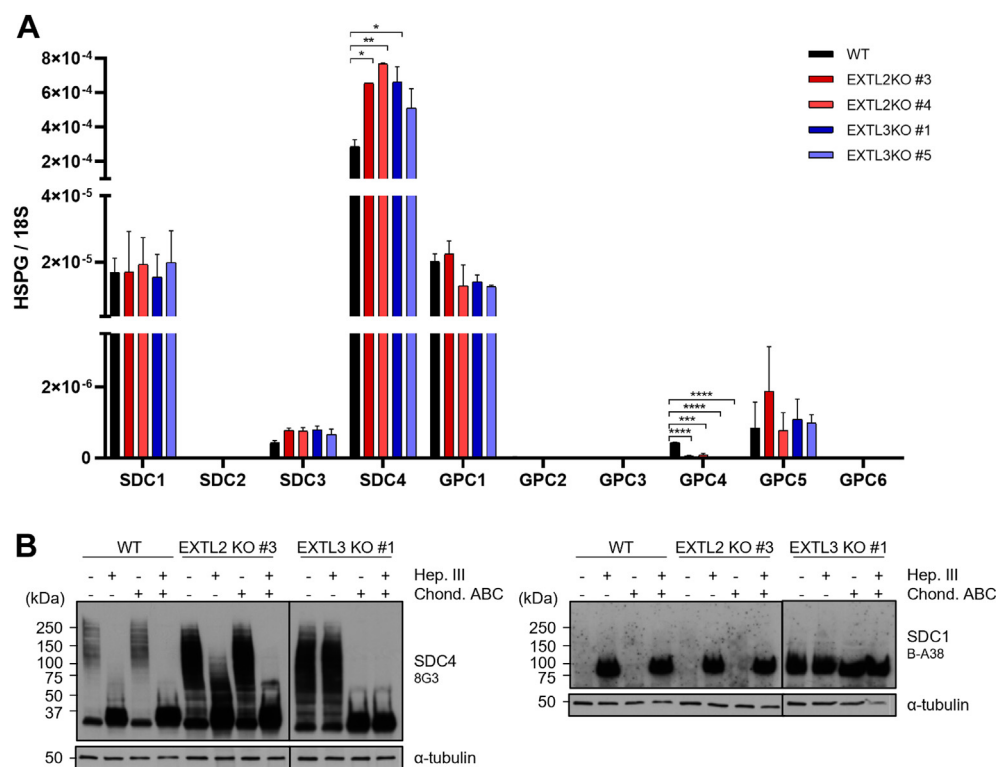 A
HSPG / 18S
8×10⁻⁴
6×10⁻⁴
4×10⁻⁴
2×10⁻⁴
4×10⁻⁵
2×10⁻⁵
2×10⁻⁶
0
*
**
*
****
****
***
****
SDC1 SDC2 SDC3 SDC4 GPC1 GPC2 GPC3 GPC4 GPC5 GPC6
WT
EXTL2KO #3
EXTL2KO #4
EXTL3KO #1
EXTL3KO #5
B
WT EXTL2 KO #3 EXTL3 KO #1
- + - + - + - + - + - + Hep. III
- - + + - - + + - - + + Chond. ABC
(kDa)
250
150
100
75
50
37
SDC4
8G3
50
α-tubulin
WT EXTL2 KO #3 EXTL3 KO #1
- + - + - + - + - + - + Hep. III
- - + + - - + + - - + + Chond. ABC
(kDa)
250
150
100
75
SDC1
B-A38
50
α-tubulin